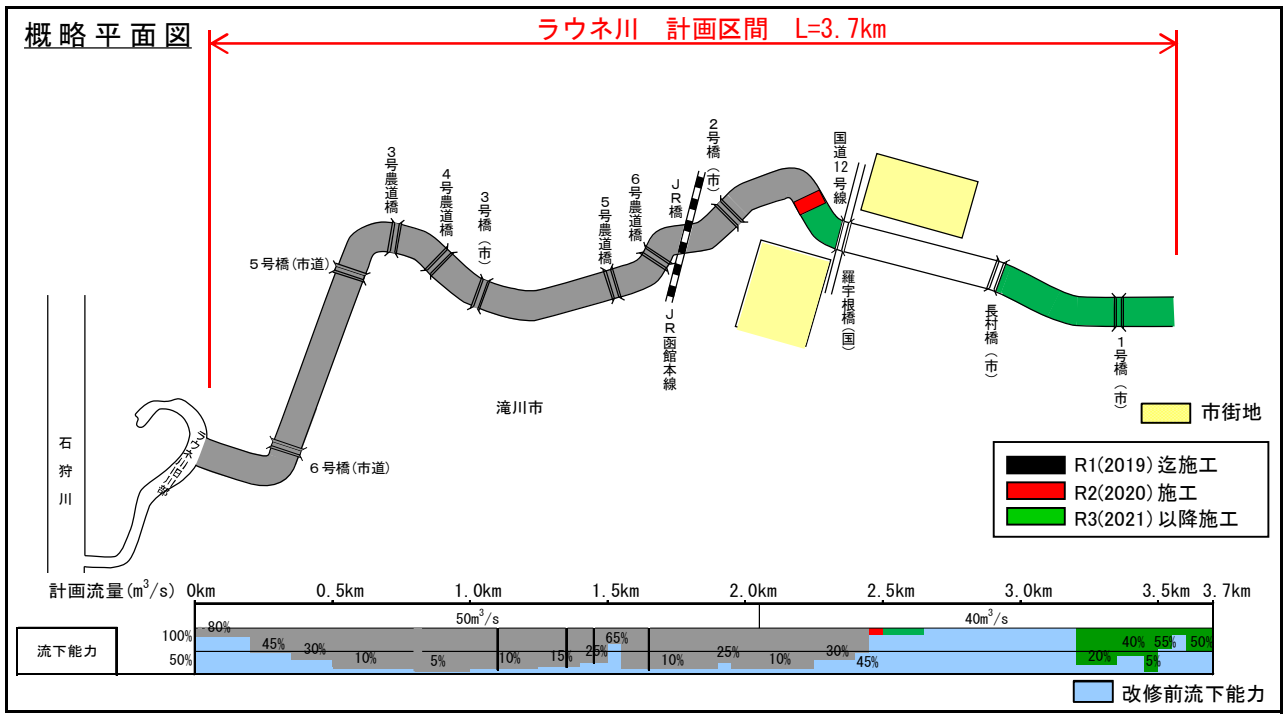 概略平面図
ラウネ川 計画区間 L=3.7km
3号農道橋
4号農道橋
3号橋(市)
5号農道橋
6号農道橋
JR橋
2号橋(市)
国道12号線
5号橋(市道)
羅宇根橋(国)
長村橋(市)
1号橋(市)
JR函館本線
滝川市
市街地
石狩川
ラウネ川旧川部
6号橋(市道)
R1(2019)迄施工
R2(2020)施工
R3(2021)以降施工
計画流量(m³/s) 0km 0.5km 1.0km 1.5km 2.0km 2.5km 3.0km 3.5km 3.7km
50m³/s 40m³/s
流下能力
100%
50%
80% 45% 30% 10% 5% 10% 15% 25% 65% 10% 25% 10% 30% 45% 20% 40% 5% 55% 50%
改修前流下能力